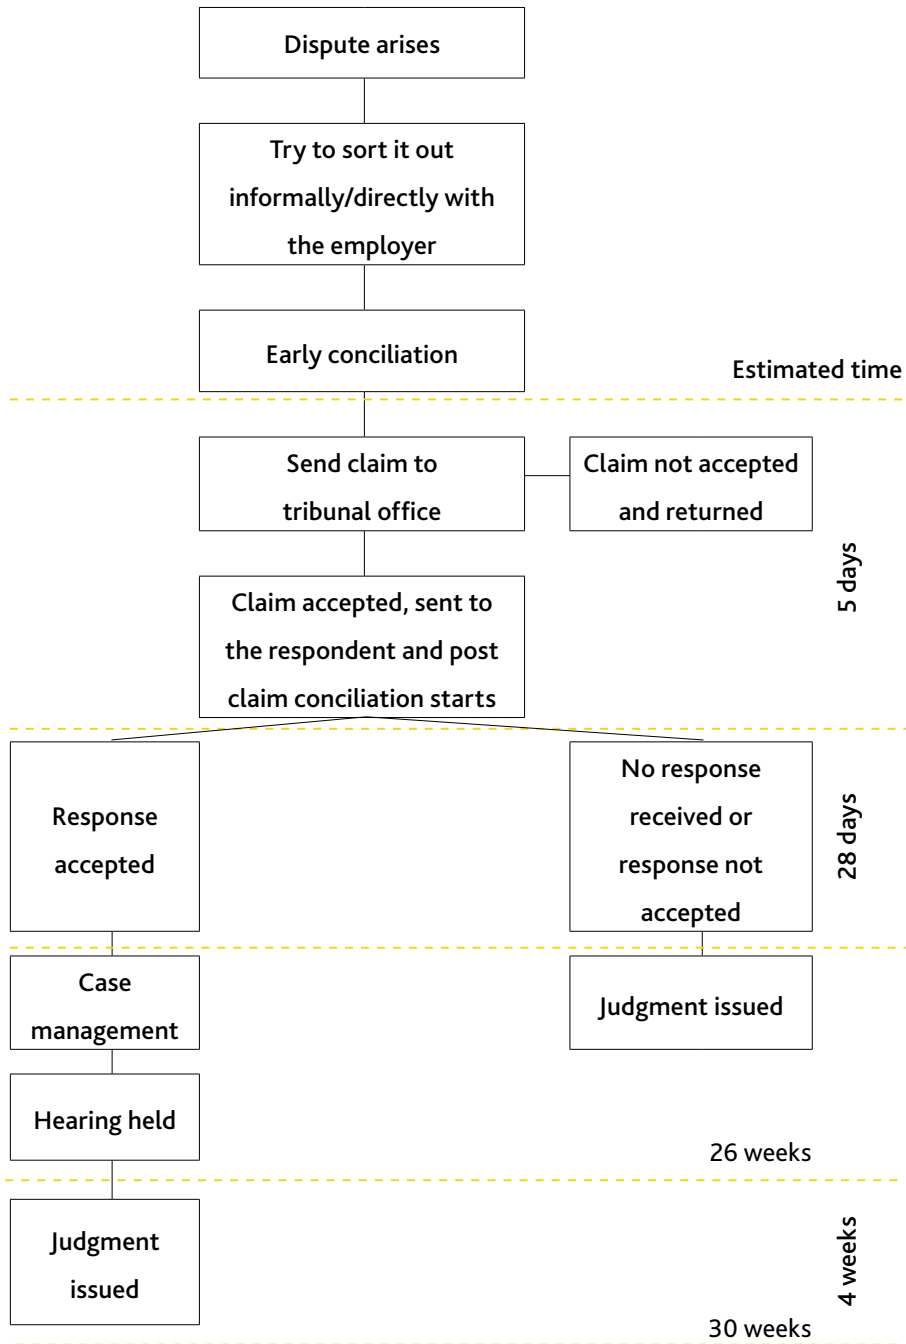 Dispute arises
Try to sort it out
informally/directly with
the employer
Early conciliation
Estimated time
Send claim to
tribunal office
Claim not accepted
and returned
5 days
Claim accepted, sent to
the respondent and post
claim conciliation starts
Response
accepted
No response
received or
response not
accepted
28 days
Case
management
Judgment issued
Hearing held
26 weeks
Judgment
issued
4 weeks
30 weeks